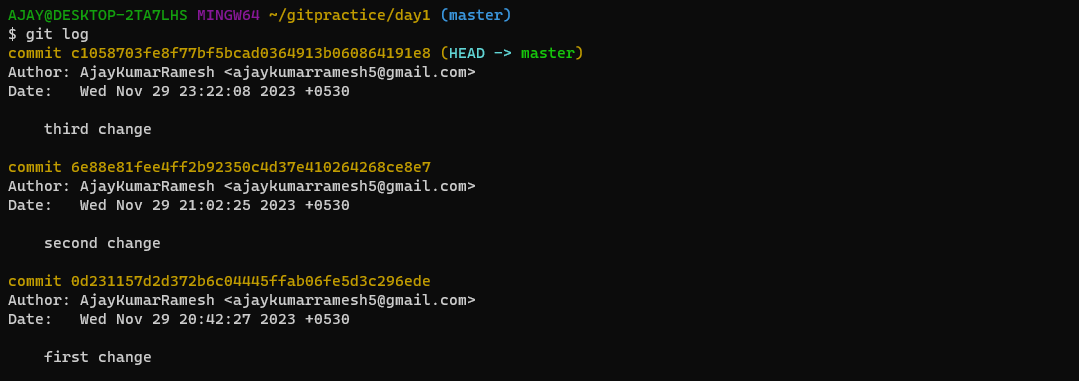 AJAY@DESKTOP-2TA7LHS MINGW64 ~/gitpractice/day1 (master)
$ git log
commit c1058703fe8f77bf5bcad0364913b060864191e8 (HEAD -> master)
Author: AjayKumarRamesh <ajaykumarramesh5@gmail.com>
Date:   Wed Nov 29 23:22:08 2023 +0530
    third change
commit 6e88e81fee4ff2b92350c4d37e410264268ce8e7
Author: AjayKumarRamesh <ajaykumarramesh5@gmail.com>
Date:   Wed Nov 29 21:02:25 2023 +0530
    second change
commit 0d231157d2d372b6c04445ffab06fe5d3c296ede
Author: AjayKumarRamesh <ajaykumarramesh5@gmail.com>
Date:   Wed Nov 29 20:42:27 2023 +0530
    first change